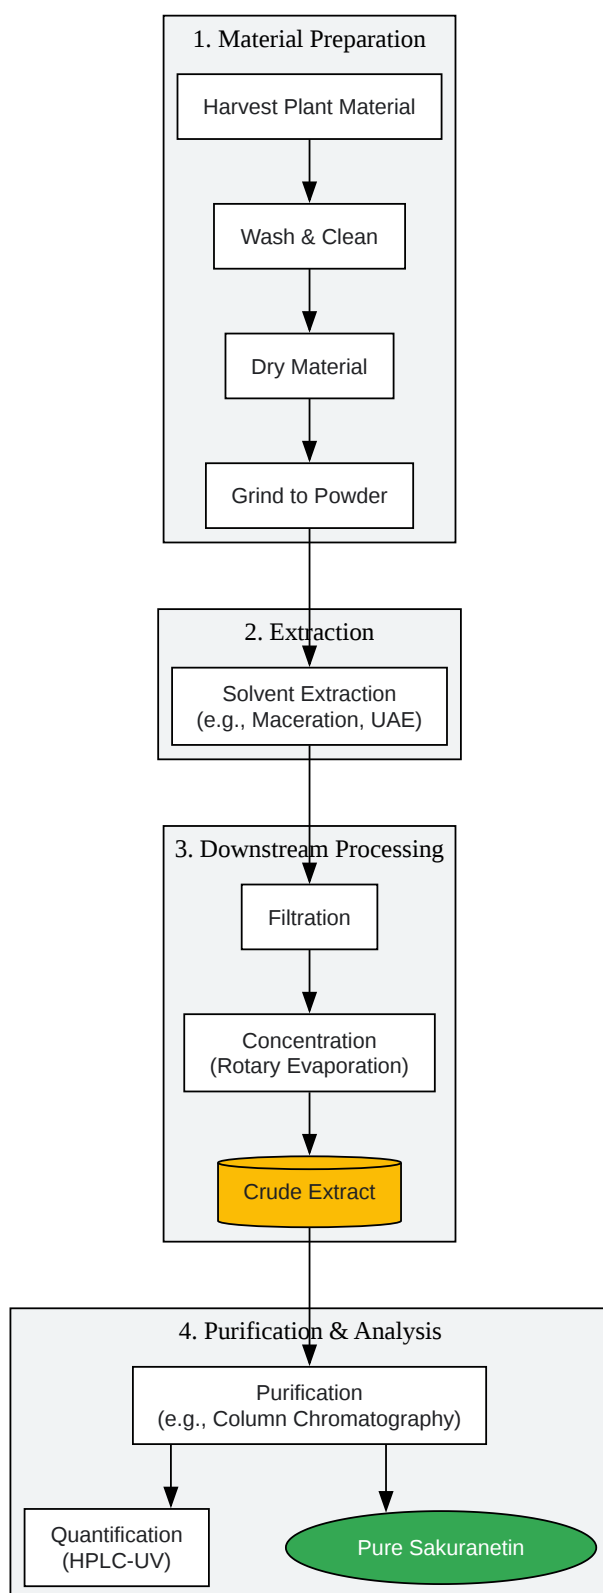 1. Material Preparation
Harvest Plant Material
Wash & Clean
Dry Material
Grind to Powder
2. Extraction
Solvent Extraction
(e.g., Maceration, UAE)
3. Downstream Processing
Filtration
Concentration
(Rotary Evaporation)
Crude Extract
4. Purification & Analysis
Purification
(e.g., Column Chromatography)
Quantification
(HPLC-UV)
Pure Sakuranetin